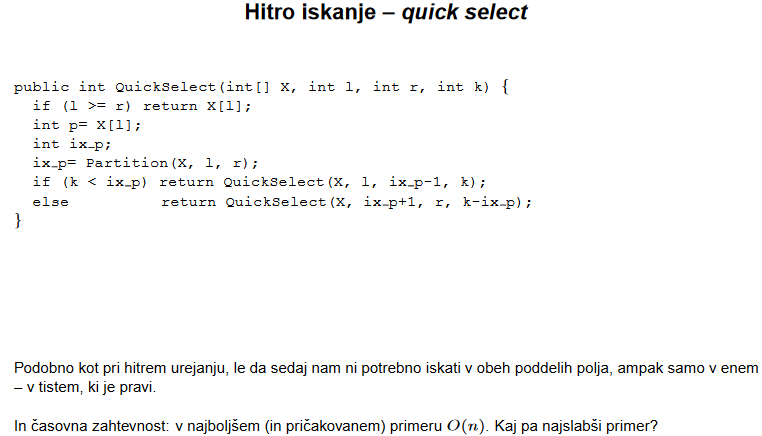 Hitro iskanje – quick select
public int QuickSelect(int[] X, int l, int r, int k) {
if (l >= r) return X[l];
int p= X[l];
int ix_p;
ix_p= Partition(X, l, r);
if (k < ix_p) return QuickSelect(X, l, ix_p-1, k);
else return QuickSelect(X, ix_p+1, r, k-ix_p);
}
Podobno kot pri hitrem urejanju, le da sedaj nam ni potrebno iskati v obeh poddelih polja, ampak samo v enem
– v tistem, ki je pravi.
In časovna zahtevnost: v najboljšem (in pričakovanem) primeru O(n). Kaj pa najslabši primer?